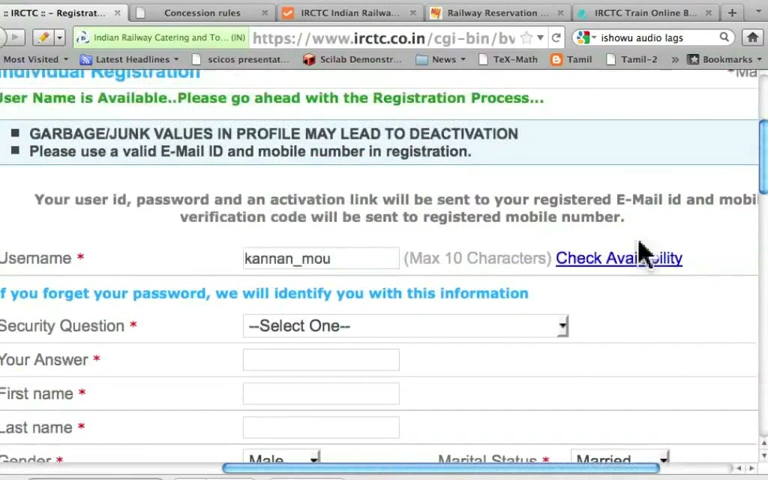 :: IRCTC :: - Registrat...
Concession rules
IRCTC Indian Railwa...
Railway Reservation ...
IRCTC Train Online B...
Indian Railway Catering and To... (IN)
https://www.irctc.co.in/cgi-bin/bv
ishowu audio lags
Most Visited
Latest Headlines
scicos presentat...
Scilab Demonstr...
News
TeX-Math
Tamil
Tamil-2
»
Bookmarks
Individual Registration
User Name is Available..Please go ahead with the Registration Process...
GARBAGE/JUNK VALUES IN PROFILE MAY LEAD TO DEACTIVATION
Please use a valid E-Mail ID and mobile number in registration.
Your user id, password and an activation link will be sent to your registered E-Mail id and mobi
verification code will be sent to registered mobile number.
Username * kannan_mou (Max 10 Characters) Check Availability
If you forget your password, we will identify you with this information
Security Question * --Select One--
Your Answer *
First name *
Last name *
Gender * Male Marital Status * Married